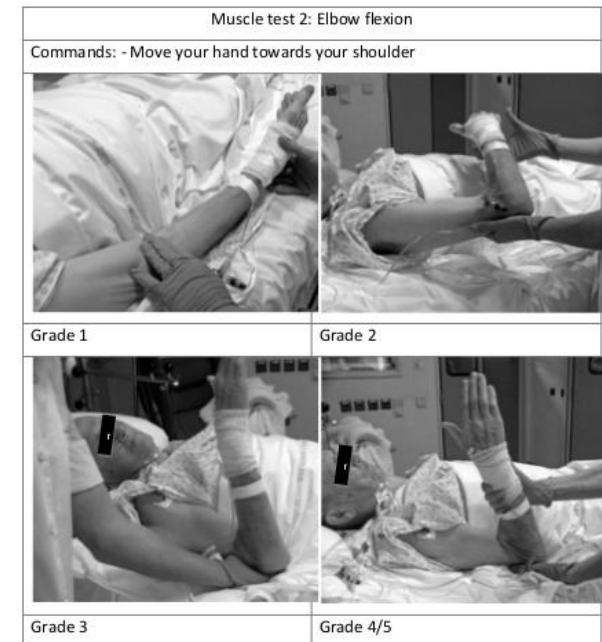 Muscle test 2: Elbow flexion
Commands: - Move your hand towards your shoulder
Grade 1
Grade 2
Grade 3
Grade 4/5